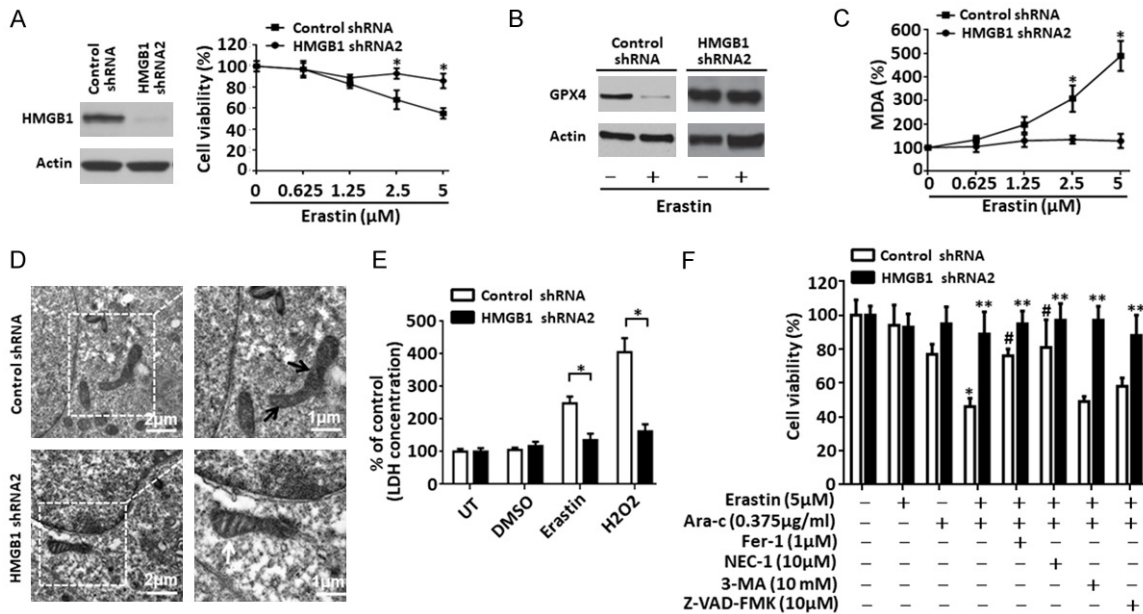 A
Control shRNA
HMGB1 shRNA2
HMGB1
Actin
Control shRNA
HMGB1 shRNA2
Cell viability (%)
120
100
80
60
40
20
0
* *
0 0.625 1.25 2.5 5
Erastin (μM)
B
Control shRNA
HMGB1 shRNA2
GPX4
Actin
– + – +
Erastin
C
Control shRNA
HMGB1 shRNA2
MDA (%)
600
500
400
300
200
100
0
* *
0 0.625 1.25 2.5 5
Erastin (μM)
D
Control shRNA
2μm
1μm
HMGB1 shRNA2
2μm
1μm
E
Control shRNA
HMGB1 shRNA2
% of control
(LDH concentration)
500
400
300
200
100
0
* *
UT DMSO Erastin H2O2
F
Control shRNA
HMGB1 shRNA2
Cell viability (%)
120
100
80
60
40
20
0
* ** # ** # ** ** **
Erastin (5μM) – + – + + + + +
Ara-c (0.375μg/ml) – – + + + + + +
Fer-1 (1μM) – – – – + – – –
NEC-1 (10μM) – – – – – + – –
3-MA (10 mM) – – – – – – + –
Z-VAD-FMK (10μM) – – – – – – – +